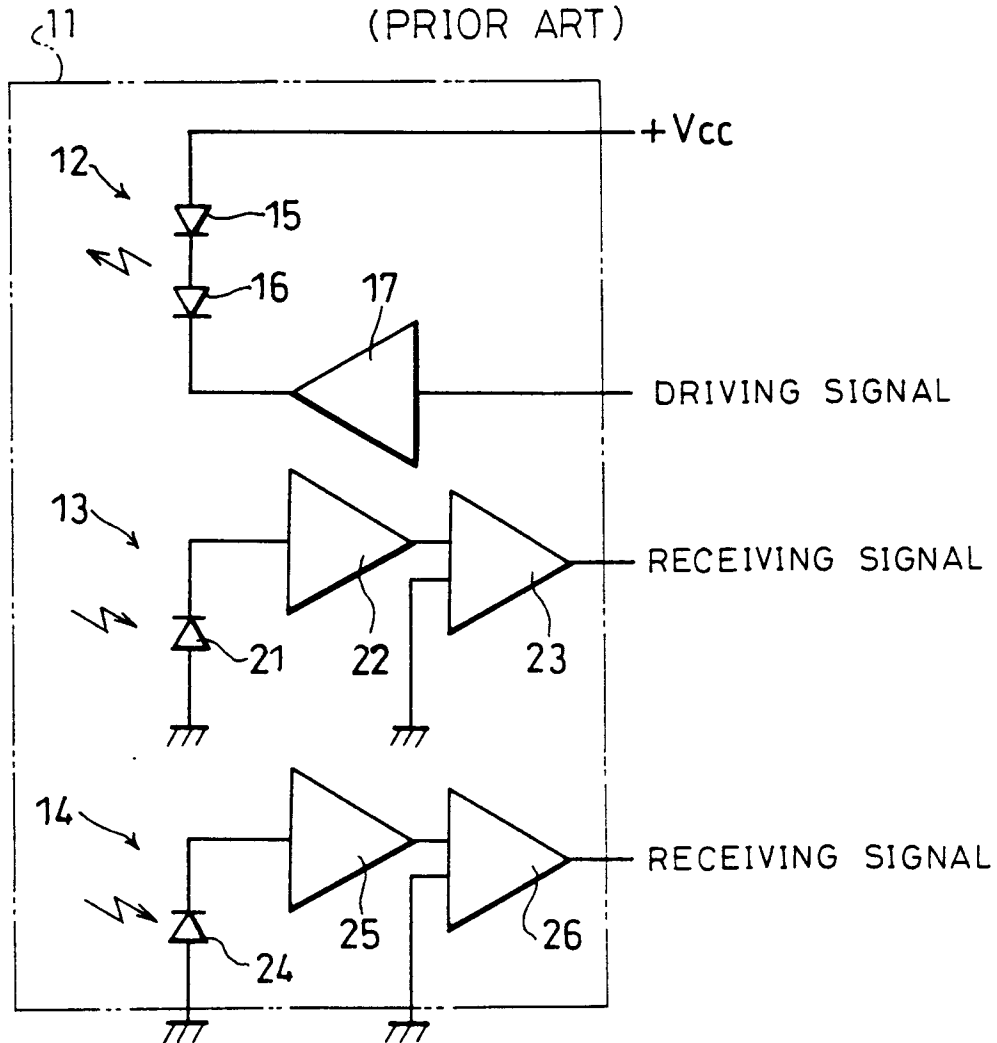 11
(PRIOR ART)
+Vcc
12
15
16
17
DRIVING SIGNAL
13
RECEIVING SIGNAL
21
22
23
14
RECEIVING SIGNAL
24
25
26